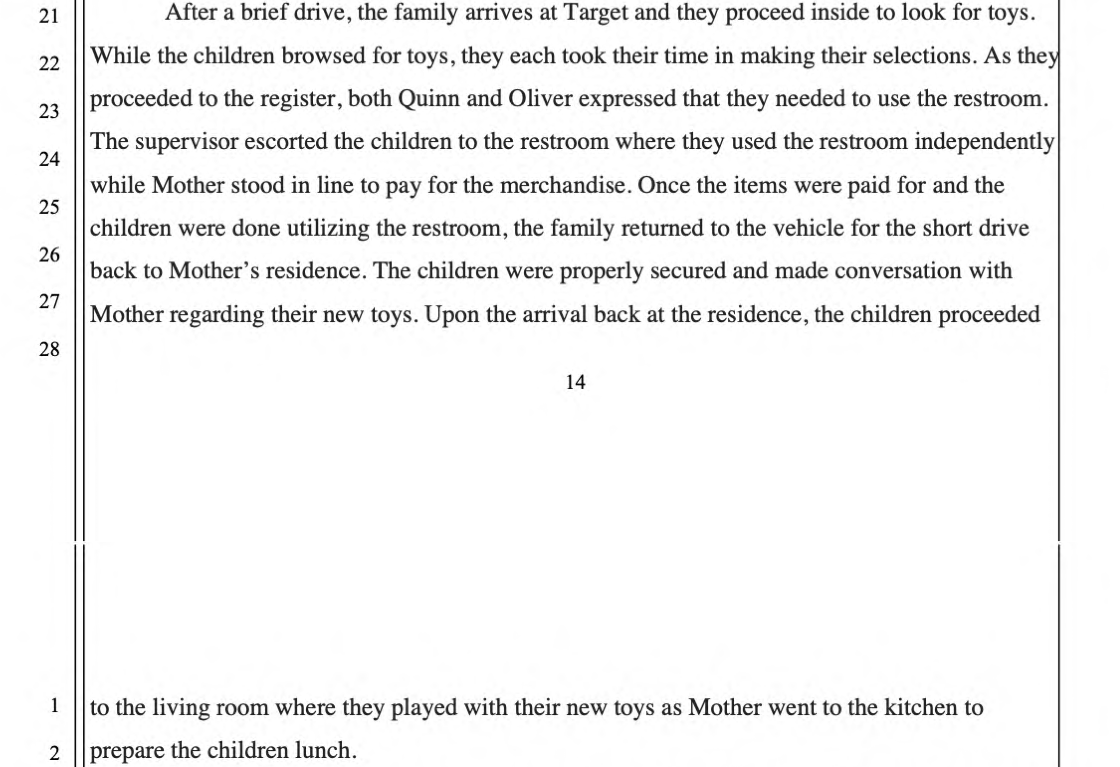 21 After a brief drive, the family arrives at Target and they proceed inside to look for toys.
22 While the children browsed for toys, they each took their time in making their selections. As they
23 proceeded to the register, both Quinn and Oliver expressed that they needed to use the restroom.
24 The supervisor escorted the children to the restroom where they used the restroom independently
25 while Mother stood in line to pay for the merchandise. Once the items were paid for and the
26 children were done utilizing the restroom, the family returned to the vehicle for the short drive
27 back to Mother’s residence. The children were properly secured and made conversation with
28 Mother regarding their new toys. Upon the arrival back at the residence, the children proceeded
14
1 to the living room where they played with their new toys as Mother went to the kitchen to
2 prepare the children lunch.